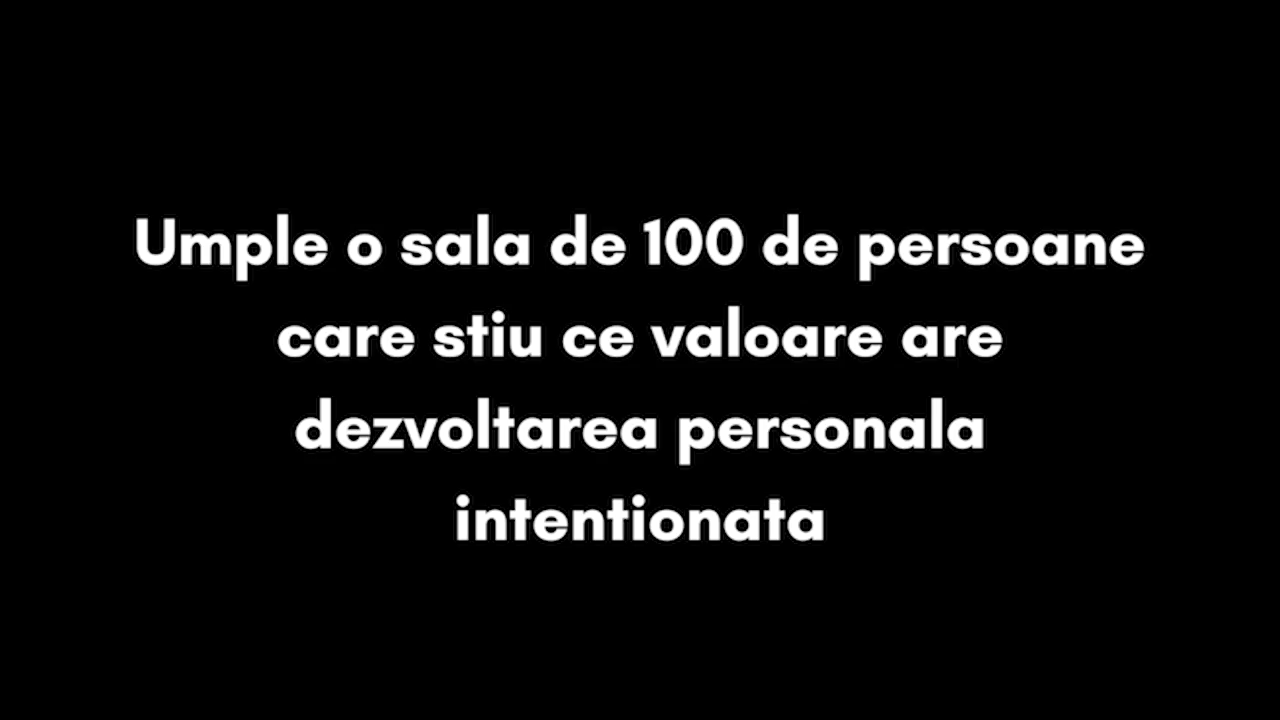 Umple o sala de 100 de persoane
care stiu ce valoare are
dezvoltarea personala
intentionata